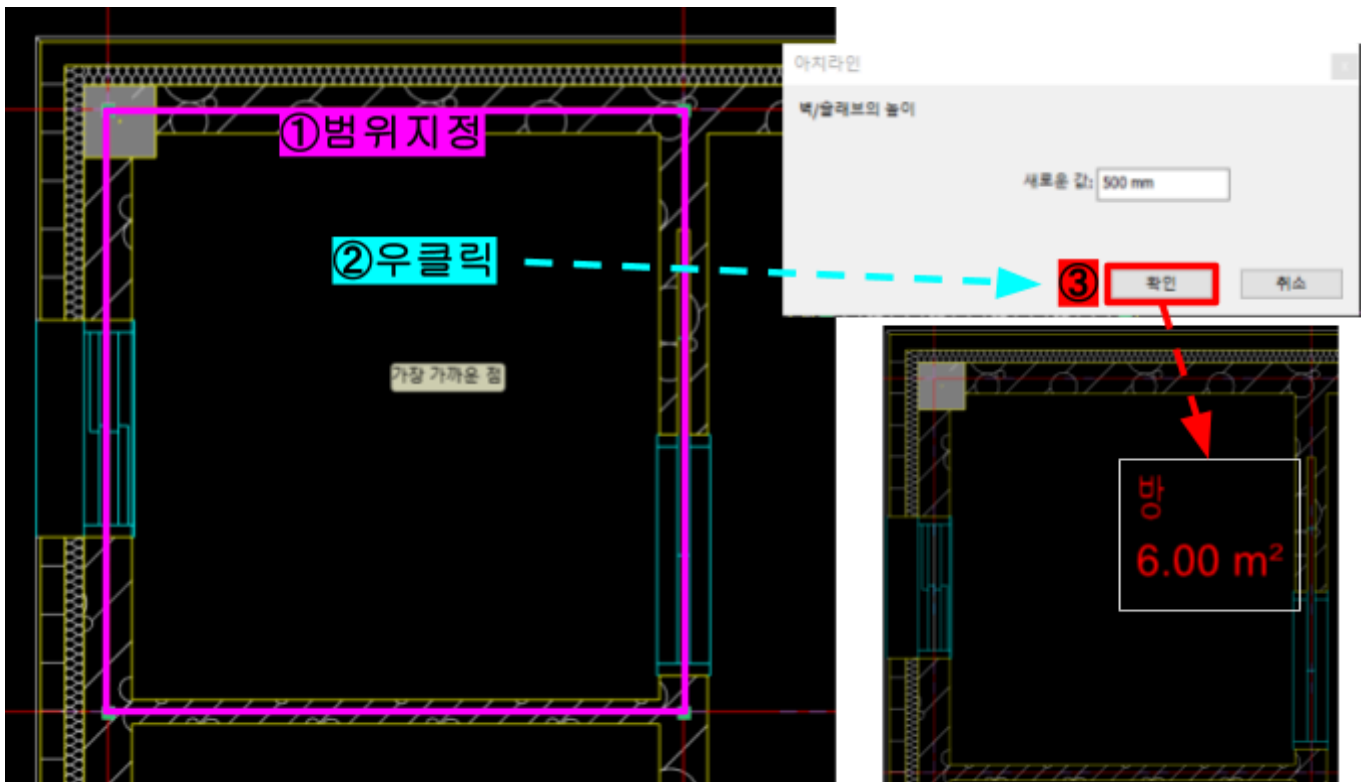 ①범위지정
②우클릭
가장 가까운 점
아치라인
x
벽/슬래브의 높이
새로운 값: 500 mm
③ 확인 취소
방
6.00 m²